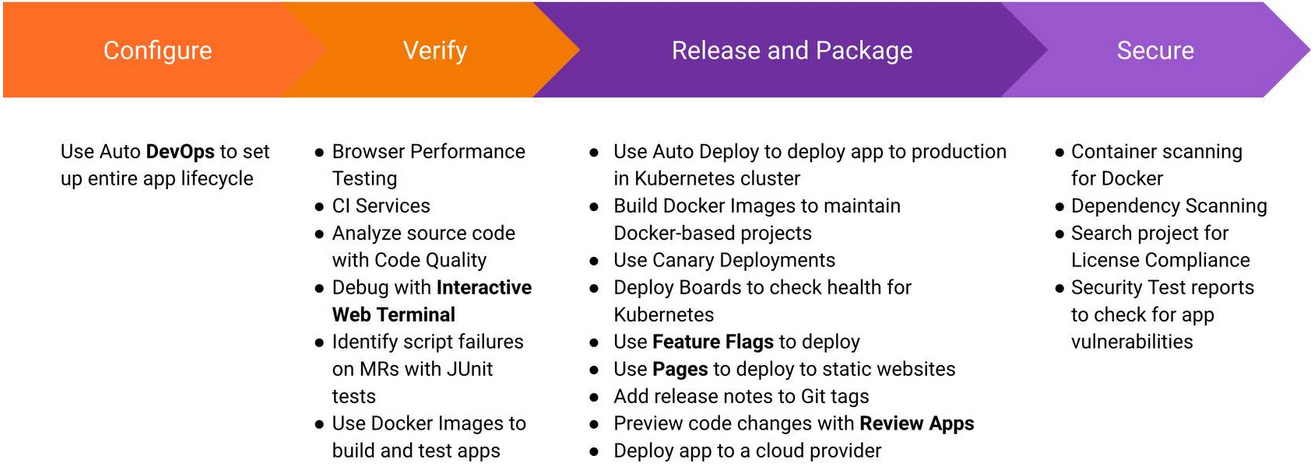 Configure
Verify
Release and Package
Secure
Use Auto DevOps to set
up entire app lifecycle
● Browser Performance
Testing
● CI Services
● Analyze source code
with Code Quality
● Debug with Interactive
Web Terminal
● Identify script failures
on MRs with JUnit
tests
● Use Docker Images to
build and test apps
● Use Auto Deploy to deploy app to production
in Kubernetes cluster
● Build Docker Images to maintain
Docker-based projects
● Use Canary Deployments
● Deploy Boards to check health for
Kubernetes
● Use Feature Flags to deploy
● Use Pages to deploy to static websites
● Add release notes to Git tags
● Preview code changes with Review Apps
● Deploy app to a cloud provider
● Container scanning
for Docker
● Dependency Scanning
● Search project for
License Compliance
● Security Test reports
to check for app
vulnerabilities